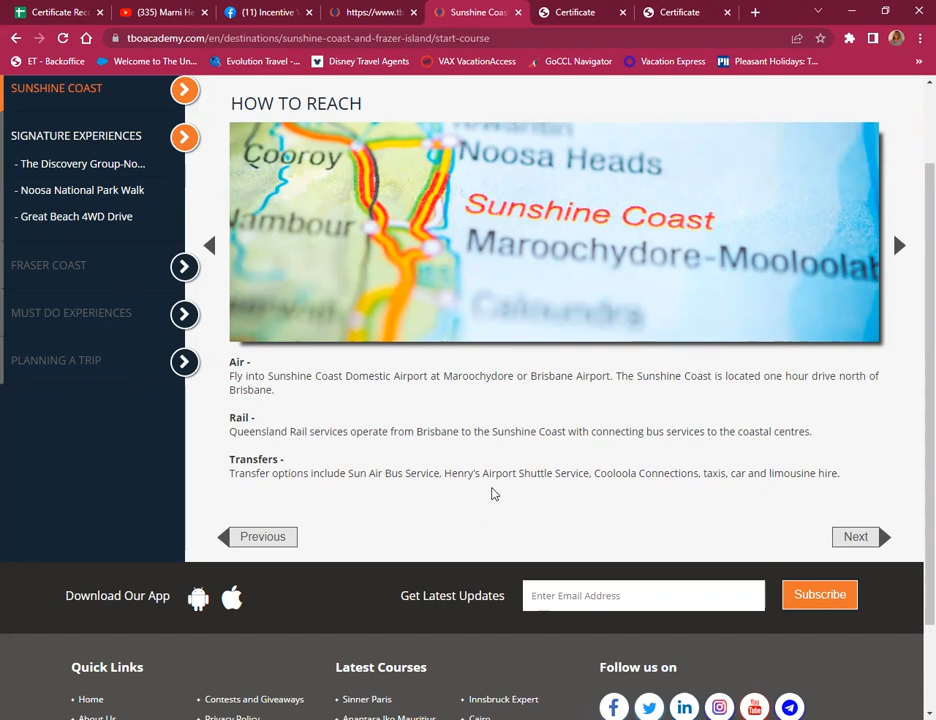 Certificate Rec
(335) Marni He
(11) Incentive
https://www.tb
Sunshine Coas
Certificate
Certificate
tboacademy.com/en/destinations/sunshine-coast-and-frazer-island/start-course
ET - Backoffice
Welcome to The Un...
Evolution Travel -...
Disney Travel Agents
VAX VacationAccess
GoCCL Navigator
Vacation Express
Pleasant Holidays: T...
SUNSHINE COAST
SIGNATURE EXPERIENCES
- The Discovery Group-No...
- Noosa National Park Walk
- Great Beach 4WD Drive
FRASER COAST
MUST DO EXPERIENCES
PLANNING A TRIP
HOW TO REACH
Cooroy
Noosa Heads
Sunshine Coast
Nambour
Maroochydore-Mooloolab
Caloundra
Air -
Fly into Sunshine Coast Domestic Airport at Maroochydore or Brisbane Airport. The Sunshine Coast is located one hour drive north of
Brisbane.
Rail -
Queensland Rail services operate from Brisbane to the Sunshine Coast with connecting bus services to the coastal centres.
Transfers -
Transfer options include Sun Air Bus Service, Henry's Airport Shuttle Service, Cooloola Connections, taxis, car and limousine hire.
Previous
Next
Download Our App
Get Latest Updates
Enter Email Address
Subscribe
Quick Links
Latest Courses
Follow us on
Home
Contests and Giveaways
Sinner Paris
Innsbruck Expert
About Us
Privacy Policy
Anantara Iko Mauritius
Cairo